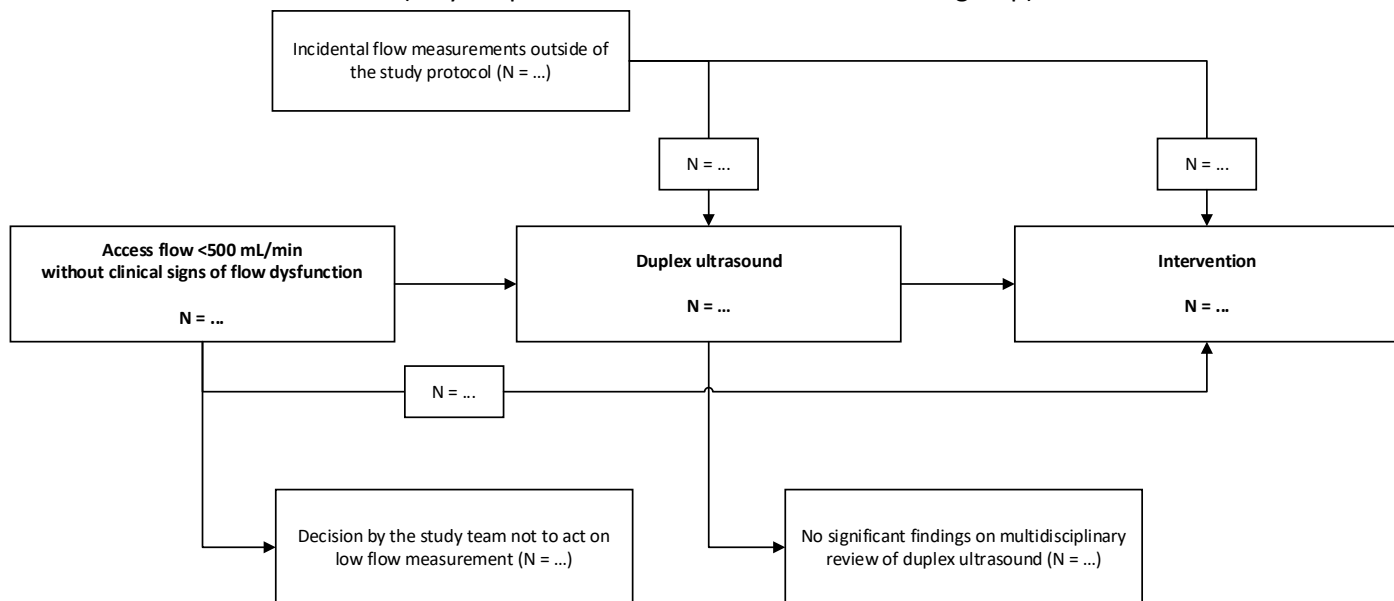 Incidental flow measurements outside of
the study protocol (N = ...)
N = ...
N = ...
Access flow <500 mL/min
without clinical signs of flow dysfunction
N = ...
Duplex ultrasound
N = ...
Intervention
N = ...
N = ...
Decision by the study team not to act on
low flow measurement (N = ...)
No significant findings on multidisciplinary
review of duplex ultrasound (N = ...)